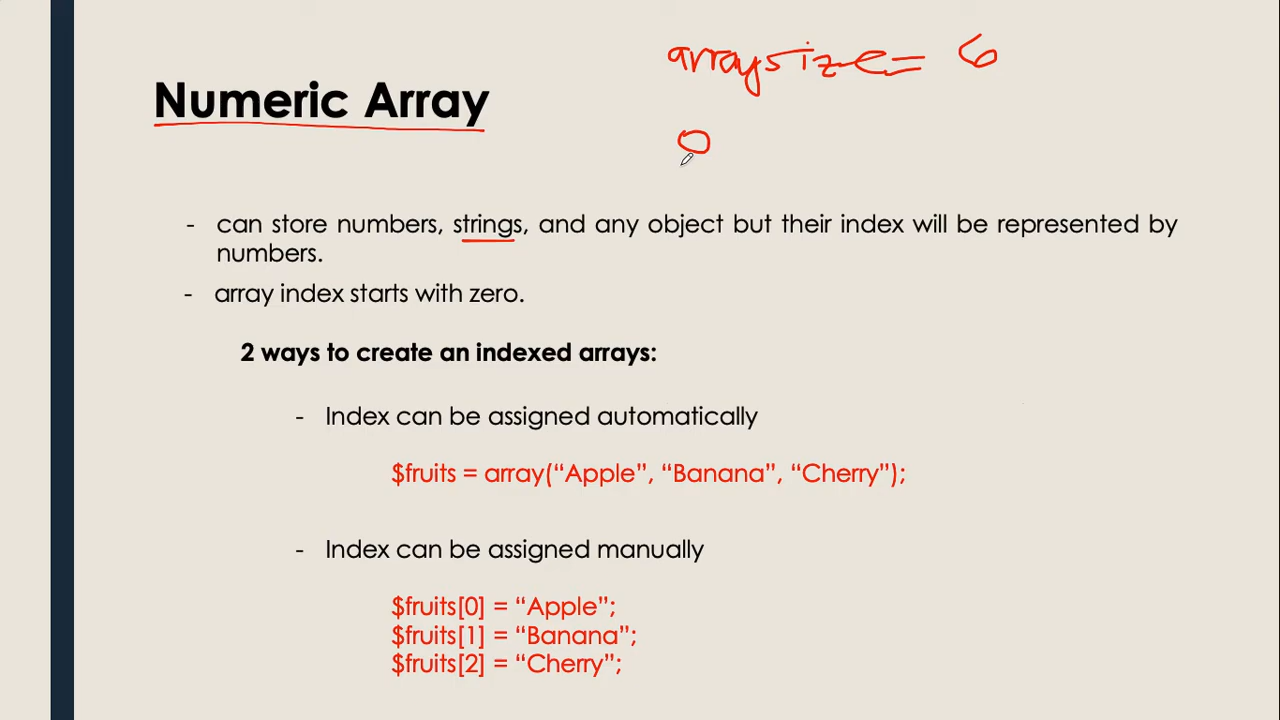 arraysize = 6
Numeric Array
0
- can store numbers, strings, and any object but their index will be represented by
numbers.
- array index starts with zero.
2 ways to create an indexed arrays:
- Index can be assigned automatically
$fruits = array(“Apple”, “Banana”, “Cherry”);
- Index can be assigned manually
$fruits[0] = “Apple”;
$fruits[1] = “Banana”;
$fruits[2] = “Cherry”;